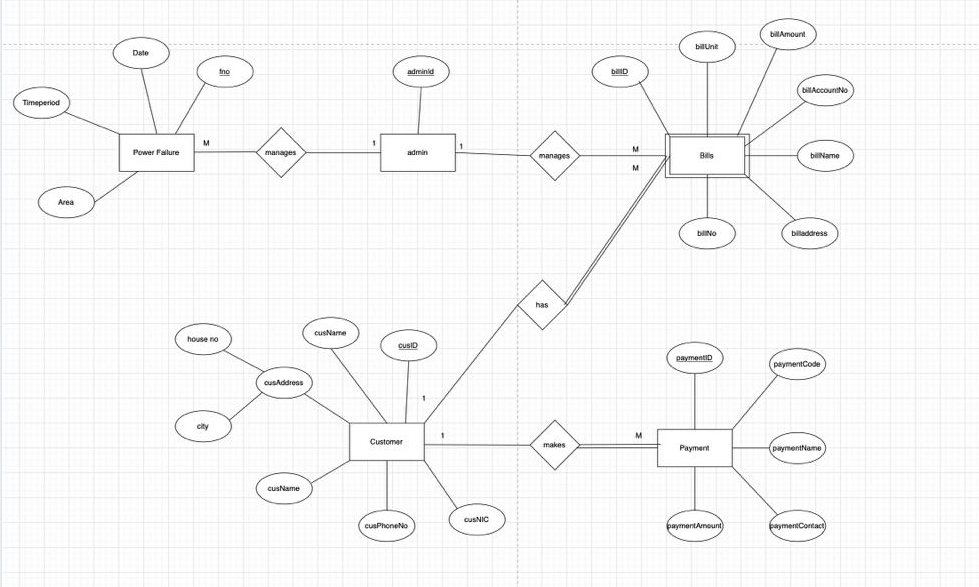 billAmount
billUnit
Date
billID
fno
adminId
billAccountNo
Timeperiod
M
1
1
M
Power Failure
manages
admin
manages
Bills
billName
M
Area
billNo
billaddress
has
house no
cusName
cusID
paymentID
paymentCode
cusAddress
1
city
1
M
Customer
makes
Payment
paymentName
cusName
cusPhoneNo
cusNIC
paymentAmount
paymentContact